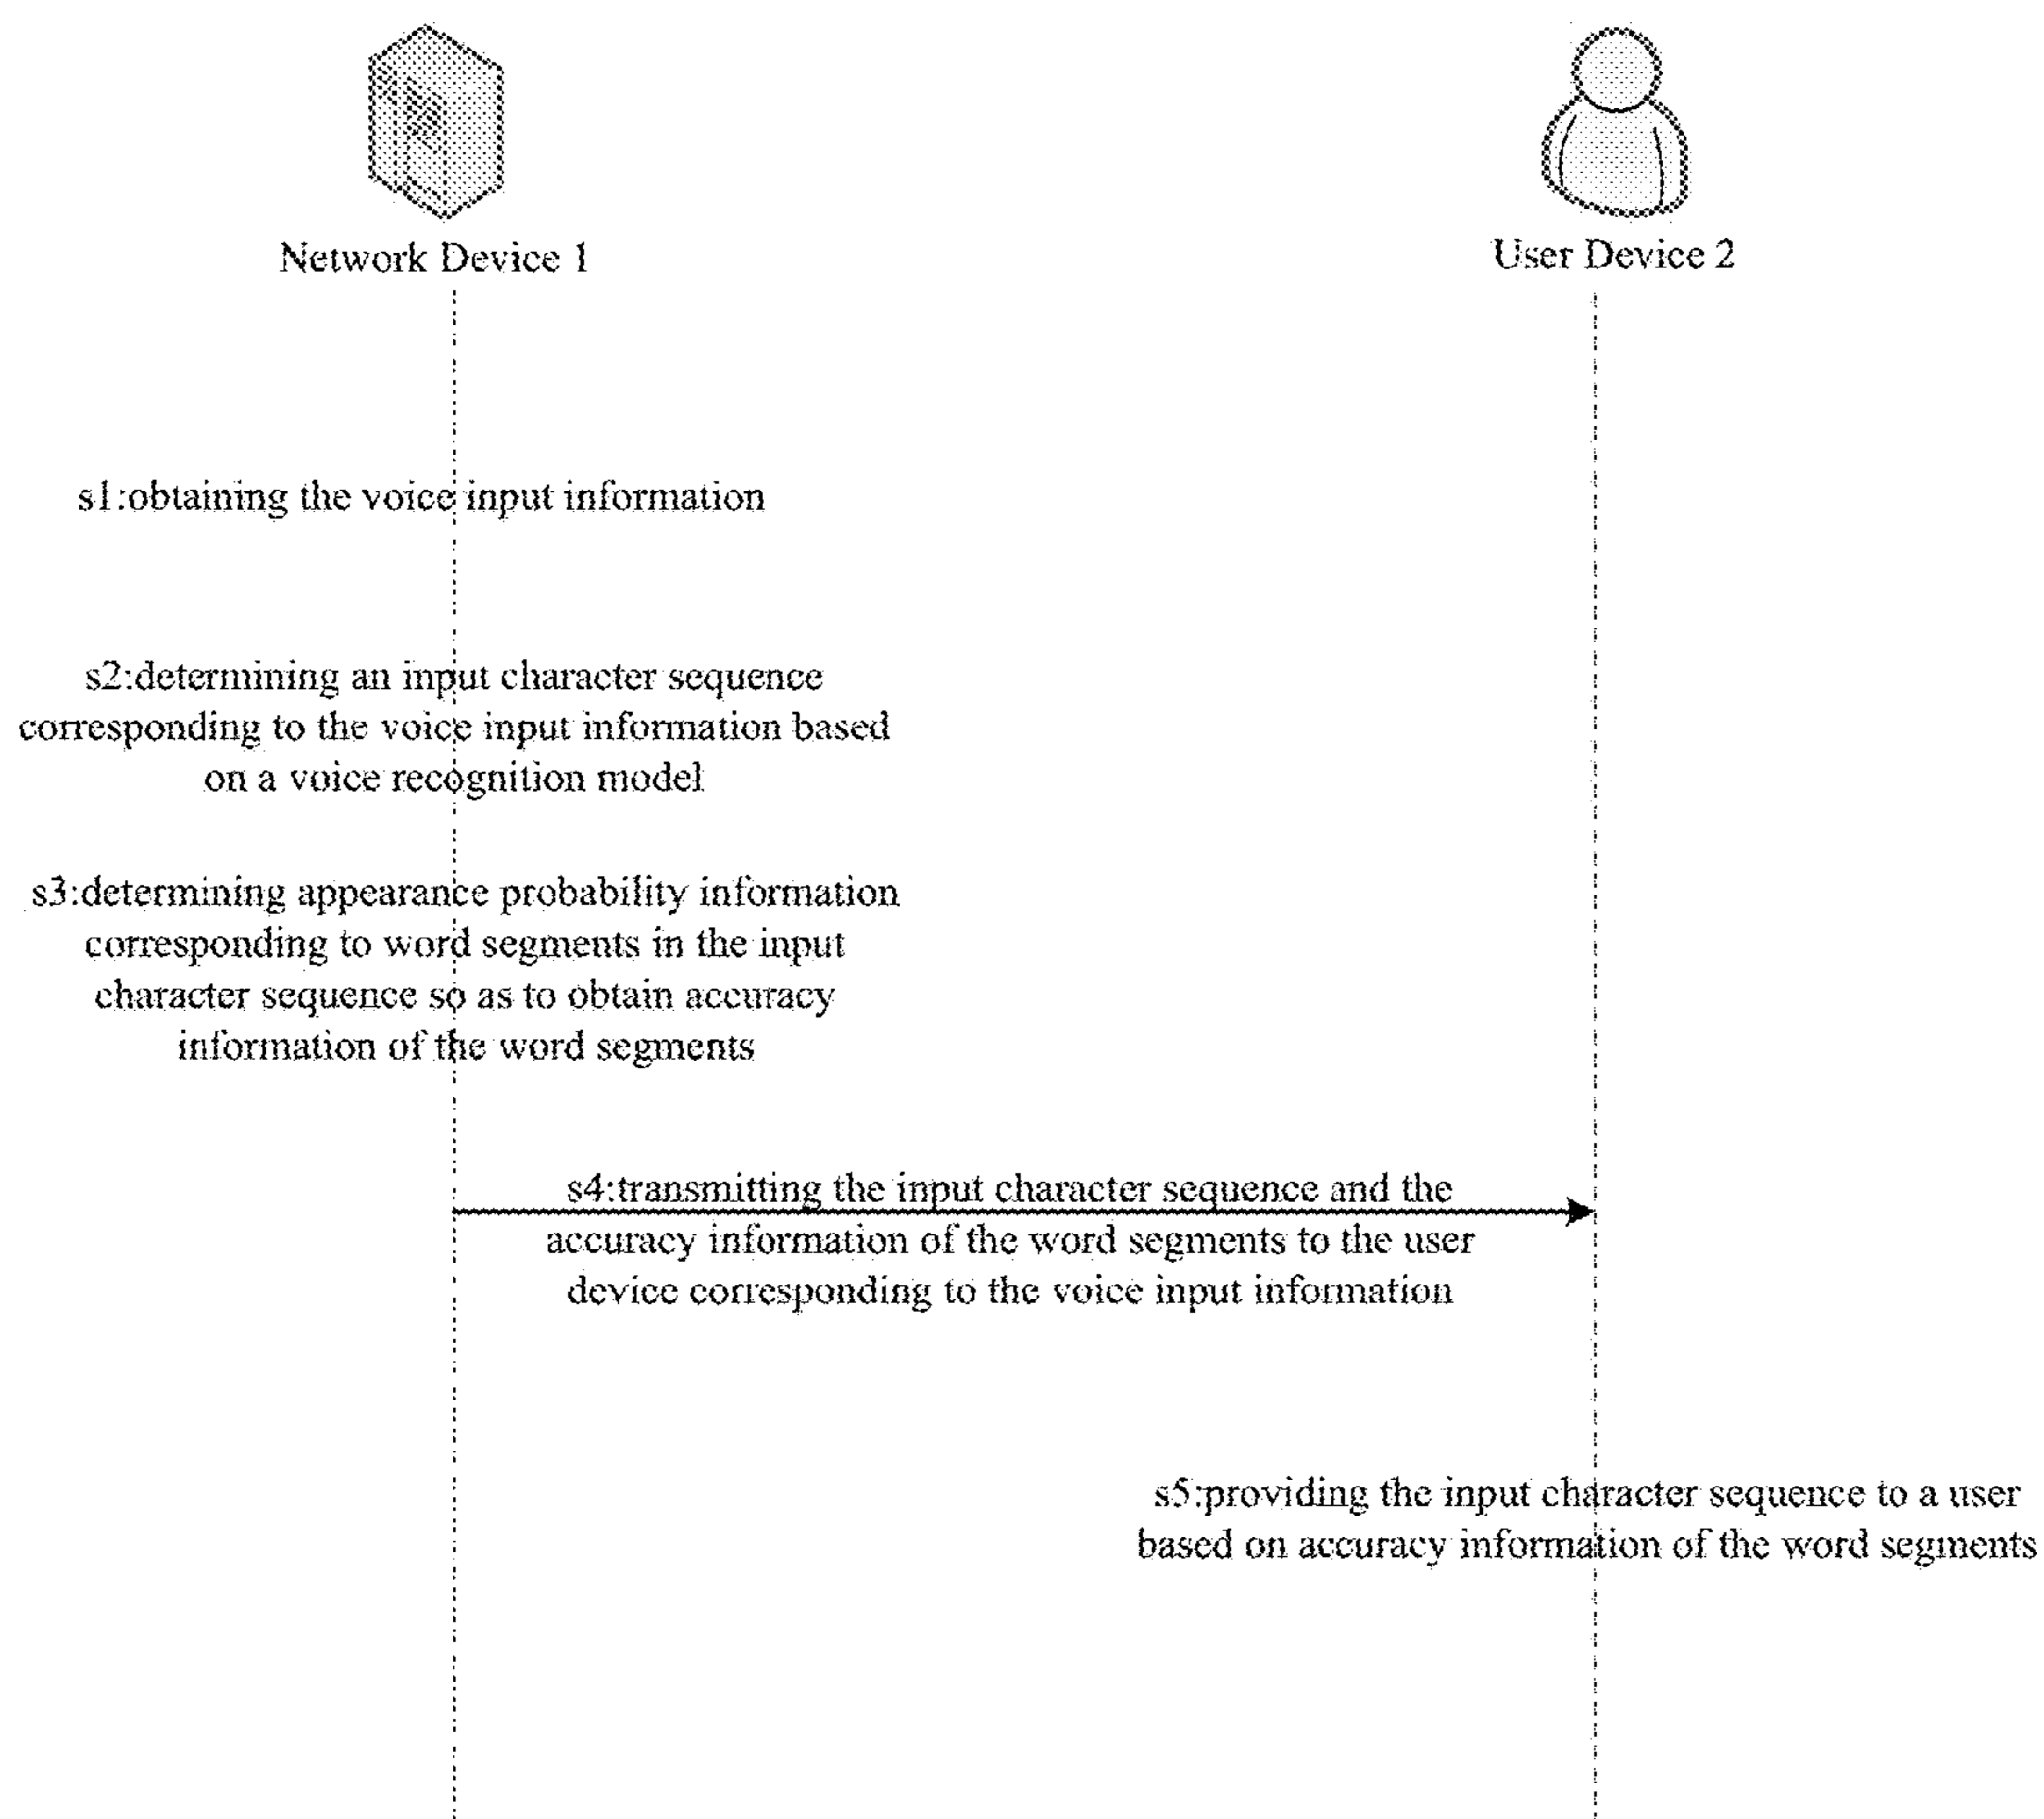 Network Device 1
User Device 2
s1:obtaining the voice input information
s2:determining an input character sequence
corresponding to the voice input information based
on a voice recognition model
s3:determining appearance probability information
corresponding to word segments in the input
character sequence so as to obtain accuracy
information of the word segments
s4:transmitting the input character sequence and the
accuracy information of the word segments to the user
device corresponding to the voice input information
s5:providing the input character sequence to a user
based on accuracy information of the word segments